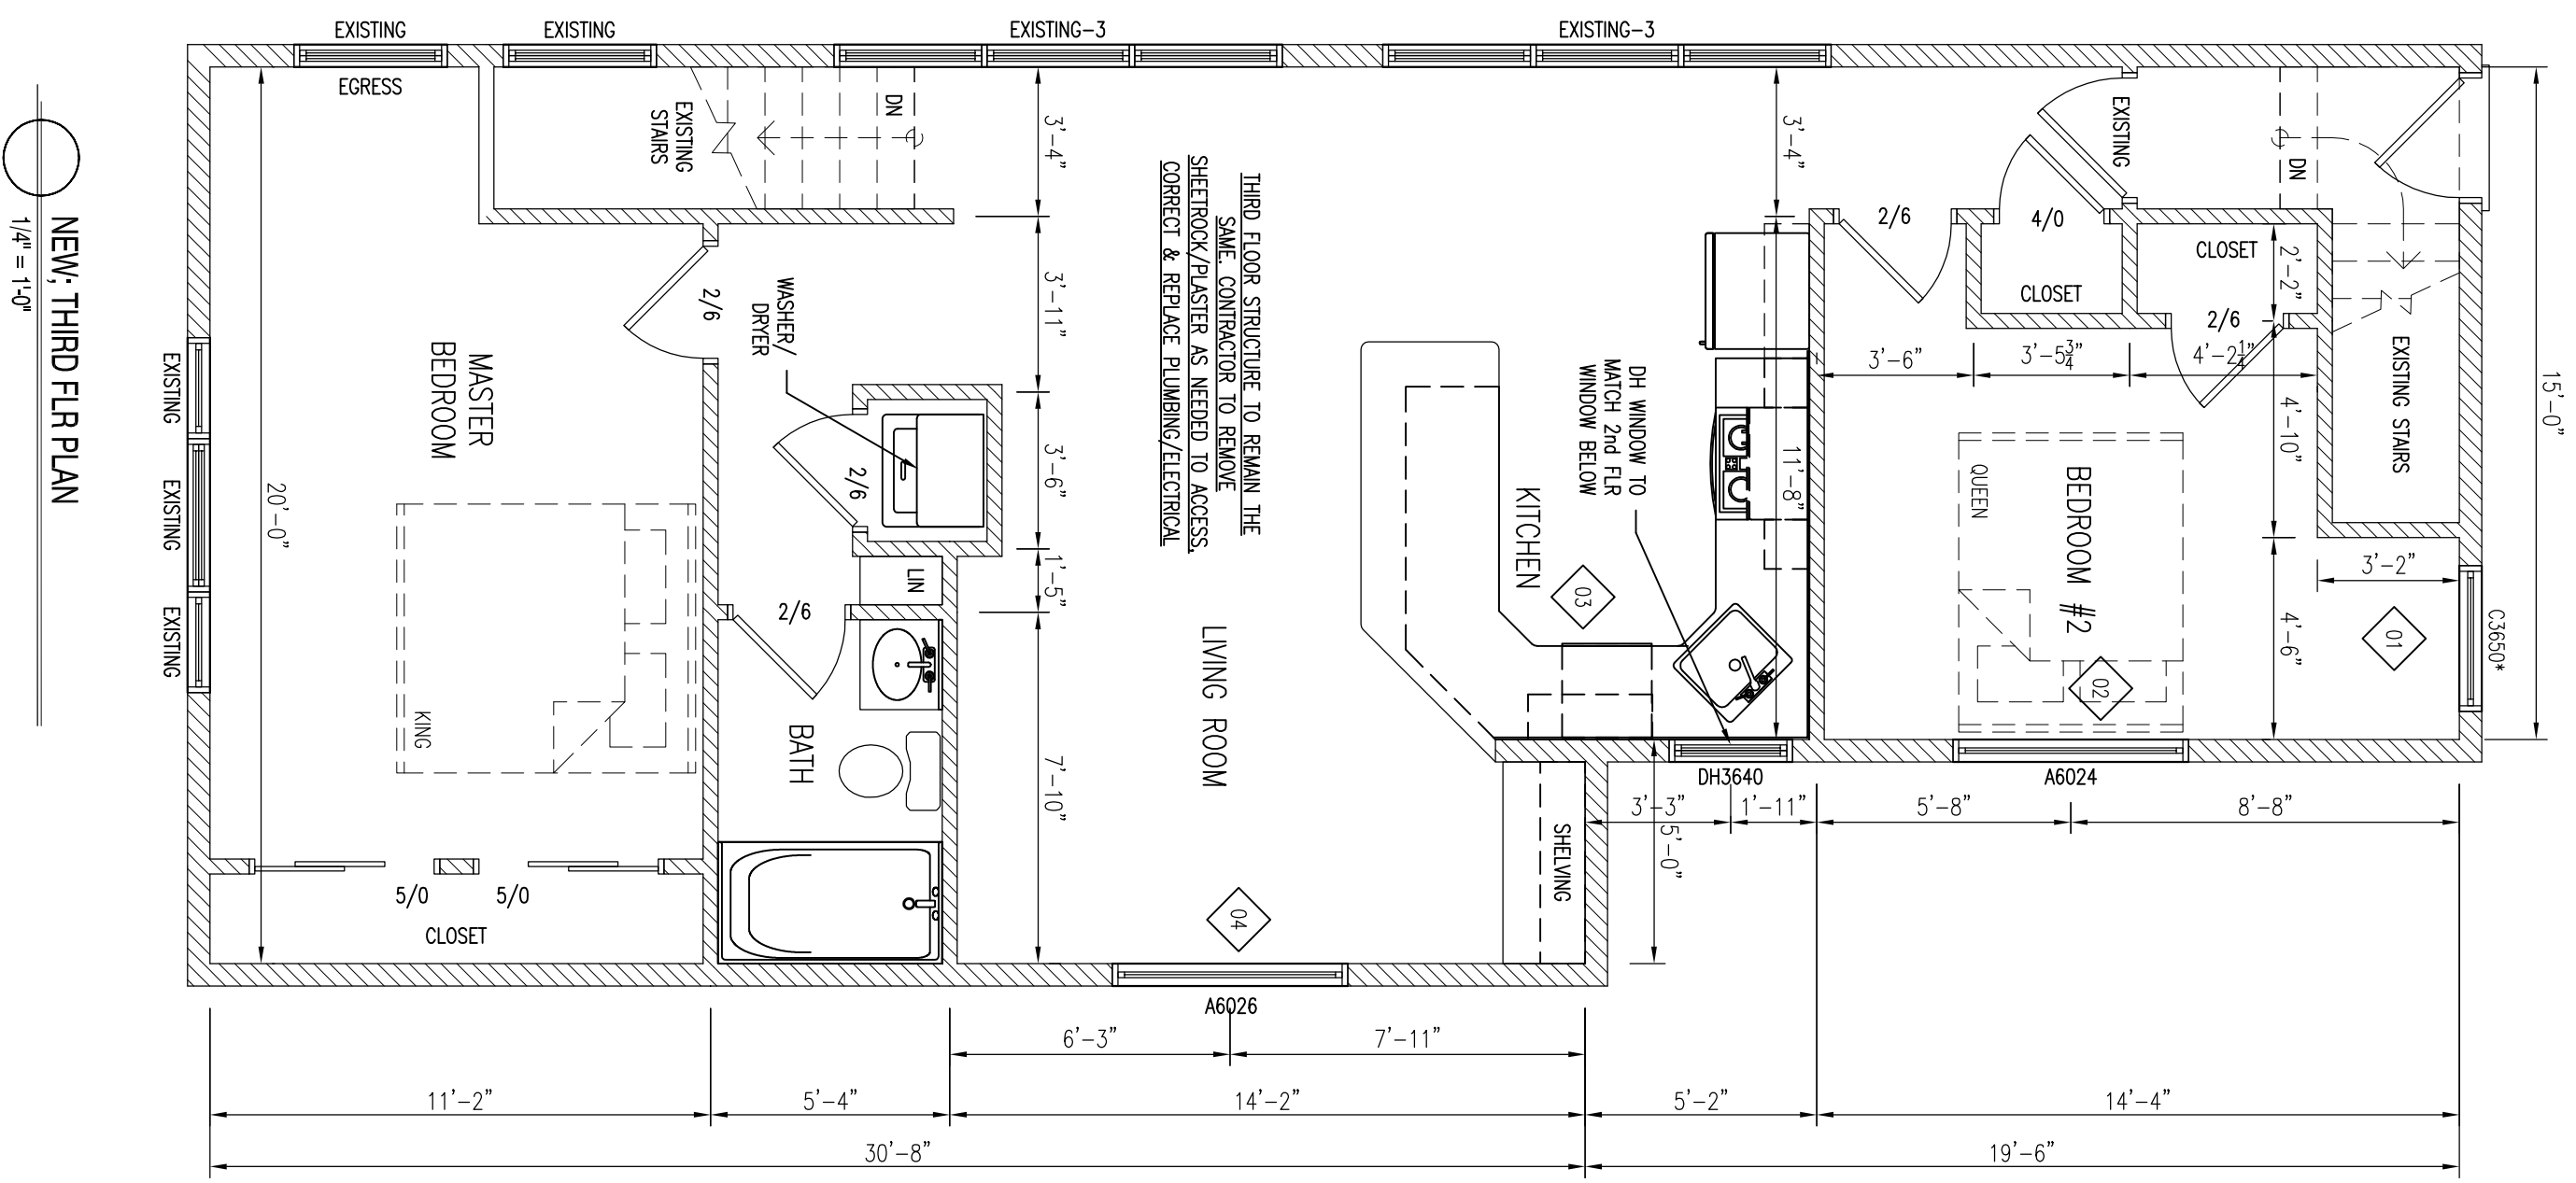 EXISTING
EXISTING
EXISTING-3
EXISTING-3
EGRESS
EXISTING
STAIRS
DN
3'-4"
3'-4"
EXISTING
DN
2/6
4/0
CLOSET
CLOSET
2'-2"
2/6
EXISTING STAIRS
15'-0"
NEW; THIRD FLR PLAN
1/4" = 1'-0"
THIRD FLOOR STRUCTURE TO REMAIN THE
SAME. CONTRACTOR TO REMOVE
SHEETROCK/PLASTER AS NEEDED TO ACCESS,
CORRECT & REPLACE PLUMBING/ELECTRICAL
3'-11"
2/6
WASHER/
DRYER
MASTER
BEDROOM
EXISTING
EXISTING
EXISTING
20'-0"
3'-6"
2/6
1'-5"
LIN
2/6
KING
BATH
7'-10"
LIVING ROOM
KITCHEN
DH WINDOW TO
MATCH 2nd FLR
WINDOW BELOW
11'-8"
3'-6"
3'-5¾"
4'-2¼"
4'-10"
QUEEN
BEDROOM #2
3'-2"
4'-6"
01
02
03
04
C3650*
DH3640
A6024
3'-3"
1'-11"
5'-8"
8'-8"
5'-0"
SHELVING
5/0
5/0
CLOSET
A6026
6'-3"
7'-11"
11'-2"
5'-4"
14'-2"
5'-2"
14'-4"
30'-8"
19'-6"